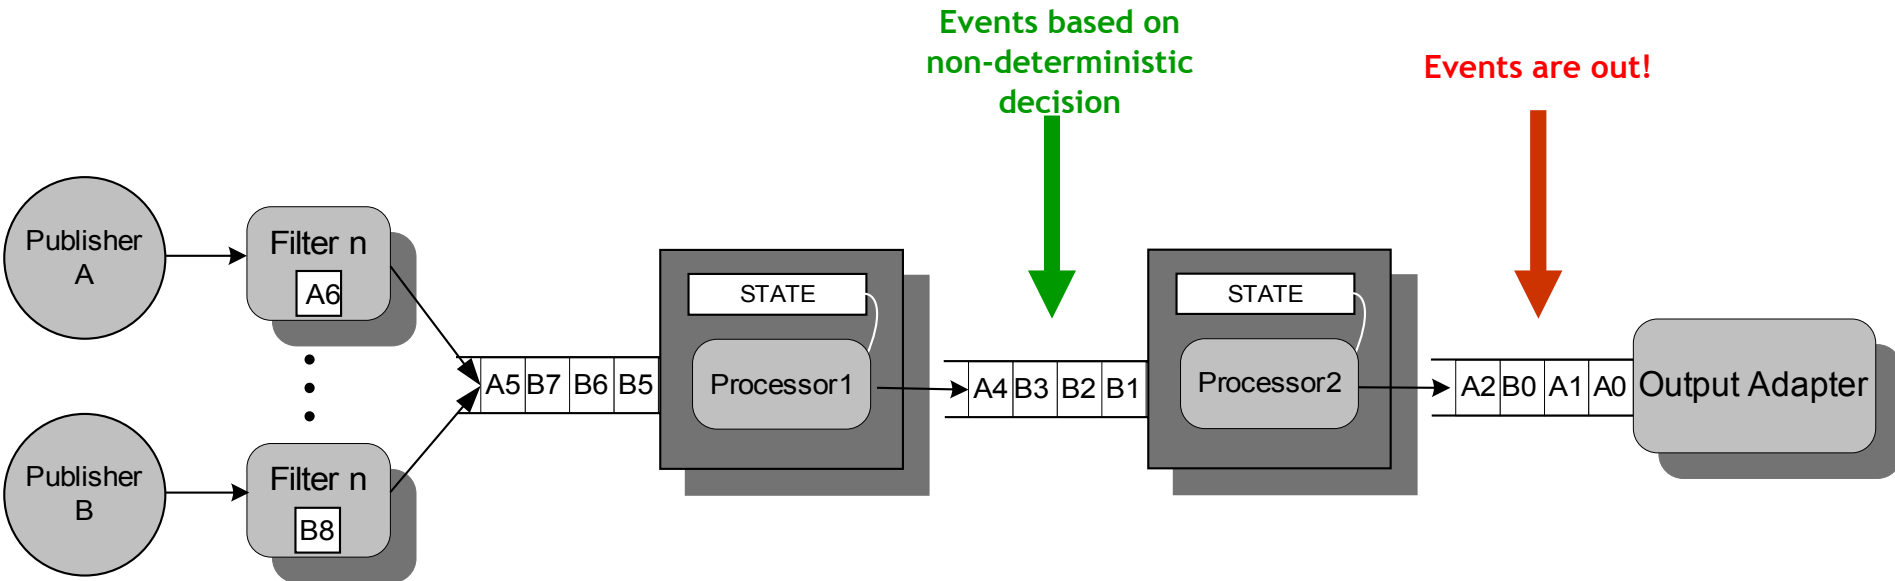 Events based on
non-deterministic
decision
Events are out!
Publisher
A
Filter n
A6
Publisher
B
Filter n
B8
A5 B7 B6 B5
STATE
Processor1
A4 B3 B2 B1
STATE
Processor2
A2 B0 A1 A0
Output Adapter